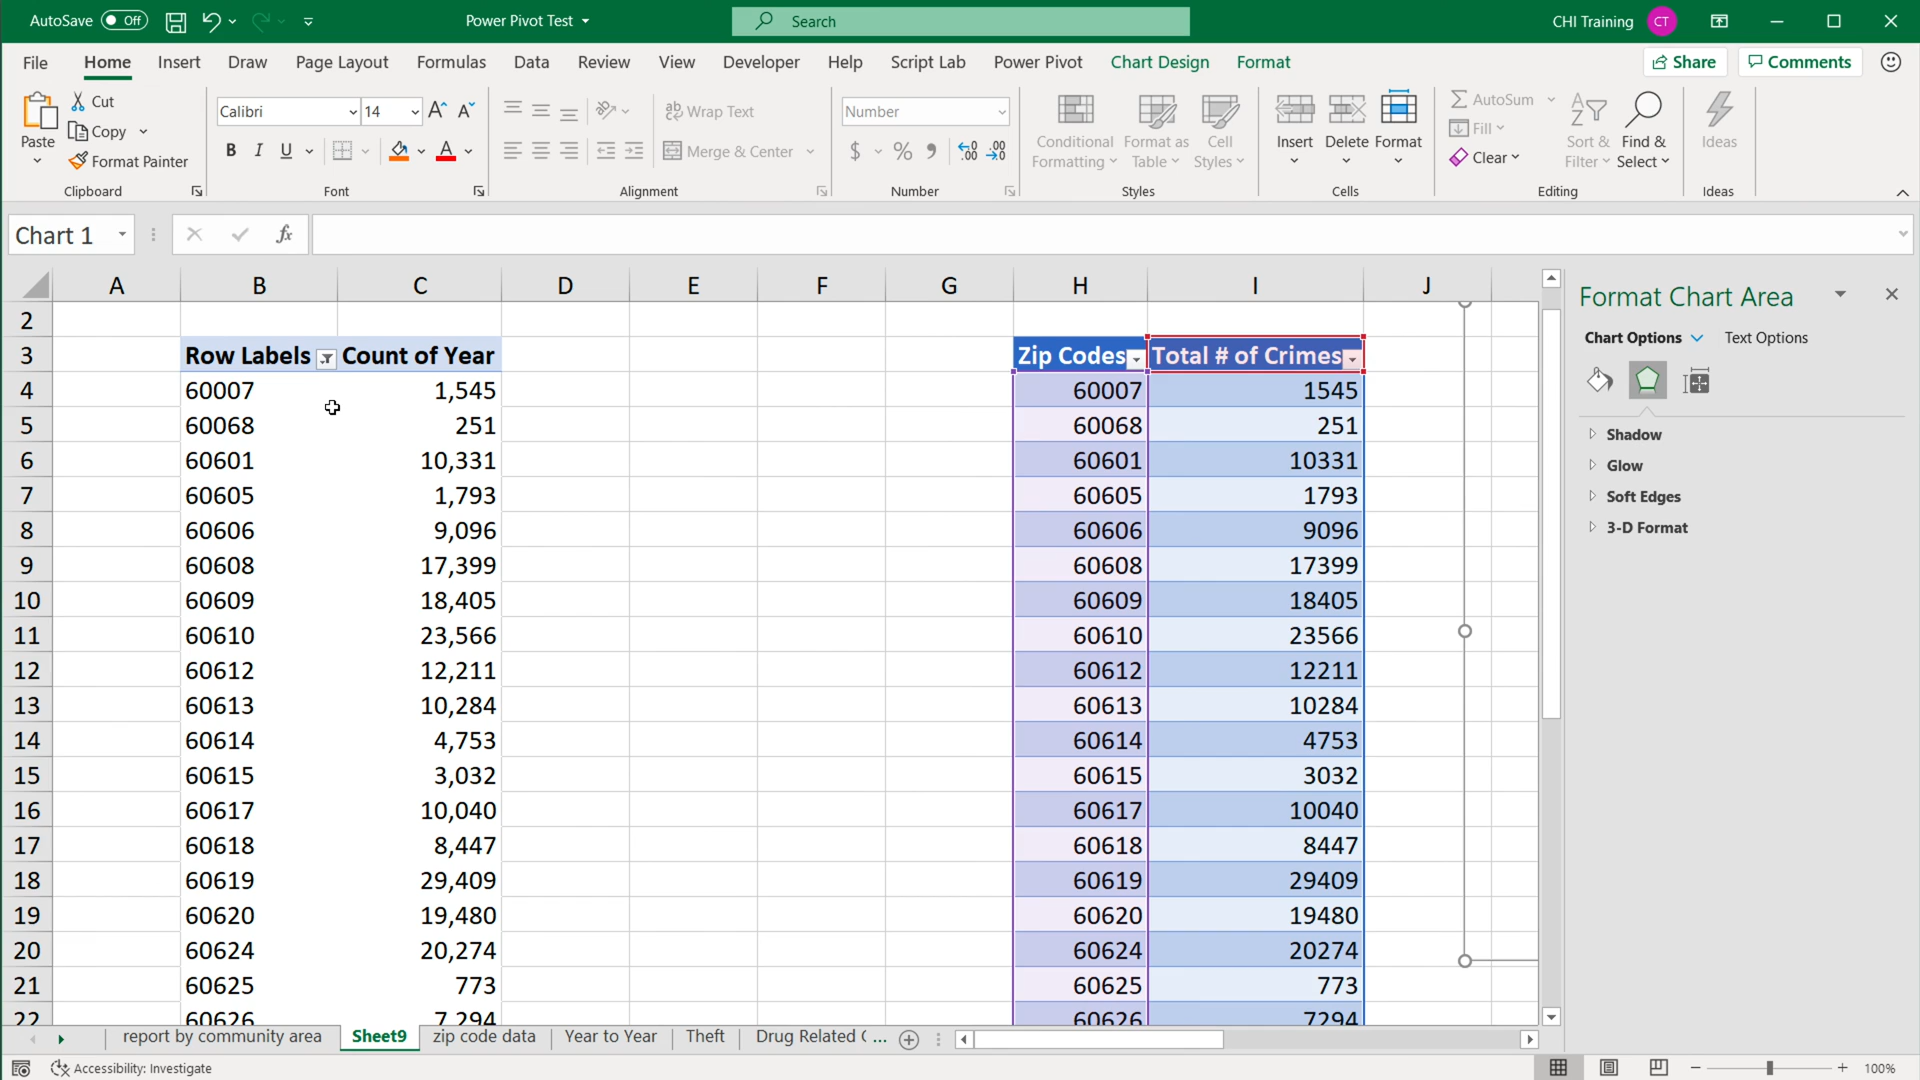 AutoSave Off Power Pivot Test Search CHI Training CT
File Home Insert Draw Page Layout Formulas Data Review View Developer Help Script Lab Power Pivot Chart Design Format Share Comments
Paste Cut Copy Format Painter
Calibri 14
B I U A
Wrap Text
Merge & Center
Number
$ % 9
Conditional Formatting
Format as Table
Cell Styles
Insert Delete Format
AutoSum
Fill
Clear
Sort & Filter
Find & Select
Ideas
Clipboard Font Alignment Number Styles Cells Editing Ideas
Chart 1 fx
A B C D E F G H I J
2
3 Row Labels Count of Year Zip Codes Total # of Crimes
4 60007 1,545 60007 1545
5 60068 251 60068 251
6 60601 10,331 60601 10331
7 60605 1,793 60605 1793
8 60606 9,096 60606 9096
9 60608 17,399 60608 17399
10 60609 18,405 60609 18405
11 60610 23,566 60610 23566
12 60612 12,211 60612 12211
13 60613 10,284 60613 10284
14 60614 4,753 60614 4753
15 60615 3,032 60615 3032
16 60617 10,040 60617 10040
17 60618 8,447 60618 8447
18 60619 29,409 60619 29409
19 60620 19,480 60620 19480
20 60624 20,274 60624 20274
21 60625 773 60625 773
22 60626 7,294 60626 7294
Format Chart Area
Chart Options Text Options
Shadow
Glow
Soft Edges
3-D Format
report by community area Sheet9 zip code data Year to Year Theft Drug Related ( ...
Accessibility: Investigate 100%